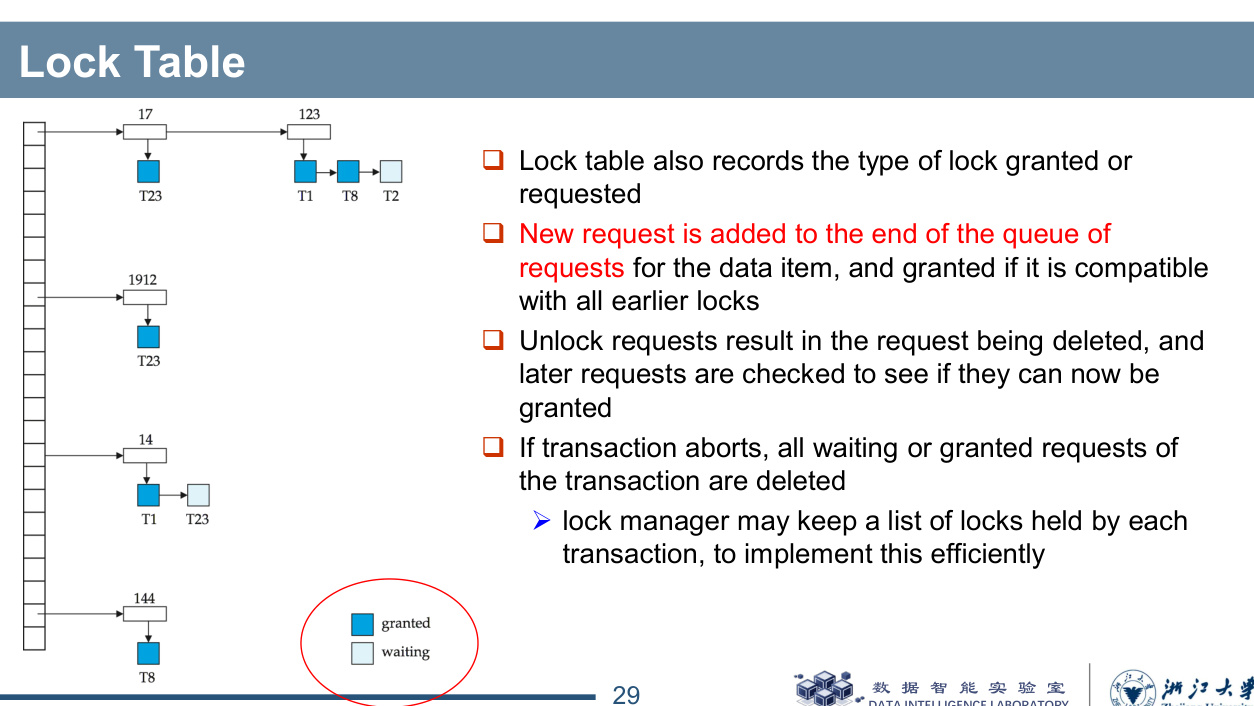 Lock Table
17
123
T23
T1
T8
T2
1912
T23
14
T1
T23
144
T8
granted
waiting
Lock table also records the type of lock granted or
requested
New request is added to the end of the queue of
requests for the data item, and granted if it is compatible
with all earlier locks
Unlock requests result in the request being deleted, and
later requests are checked to see if they can now be
granted
If transaction aborts, all waiting or granted requests of
the transaction are deleted
lock manager may keep a list of locks held by each
transaction, to implement this efficiently
29
数据智能实验室
DATA INTELLIGENCE LABORATORY
浙江大学